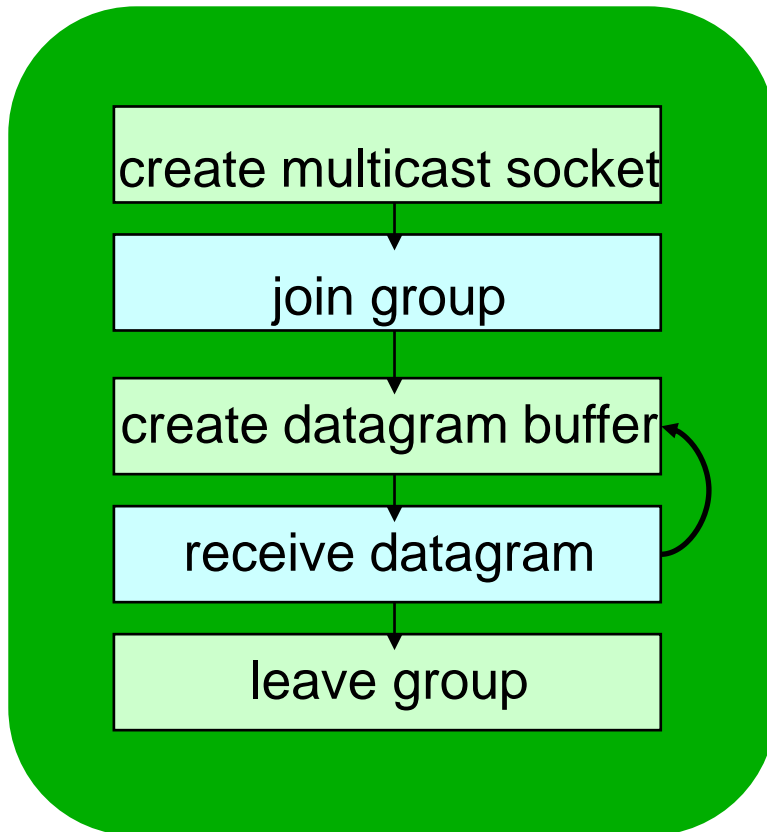 create multicast socket
join group
create datagram buffer
receive datagram
leave group